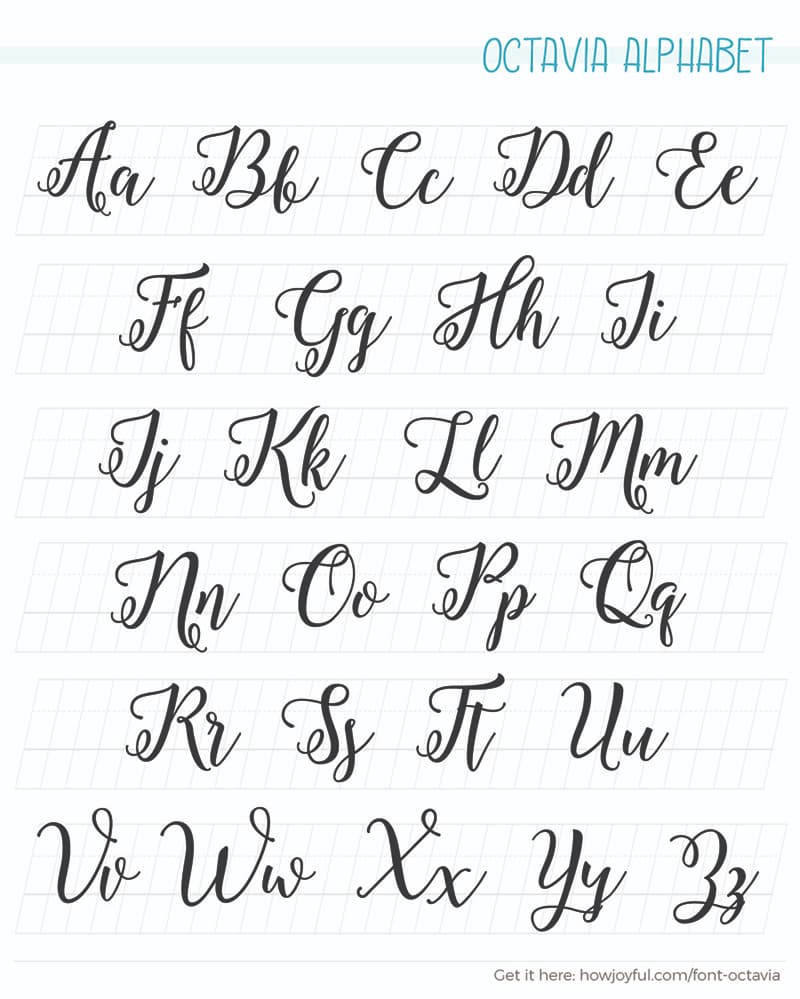 OCTAVIA ALPHABET
Aa Bb Cc Dd Ee
Ff Gg Hh Ii
Jj Kk Ll Mm
Nn Oo Pp Qq
Rr Ss Tt Uu
Vv Ww Xx Yy Zz
Get it here: howjoyful.com/font-octavia